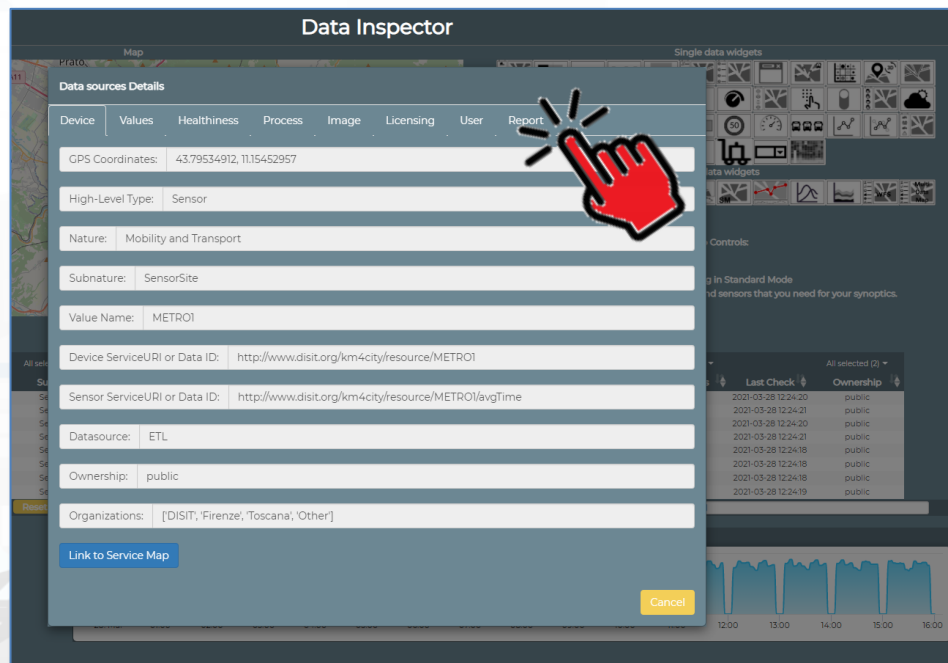 Data Inspector
Map
Single data widgets
Prato
Data sources Details
Device Values Healthiness Process Image Licensing User Report
GPS Coordinates: 43.79534912, 11.15452957
High-Level Type: Sensor
Nature: Mobility and Transport
Subnature: SensorSite
Value Name: METRO1
Device ServiceURI or Data ID: http://www.disit.org/km4city/resource/METRO1
Sensor ServiceURI or Data ID: http://www.disit.org/km4city/resource/METRO1/avgTime
Datasource: ETL
Ownership: public
Organizations: ['DISIT', 'Firenze', 'Toscana', 'Other']
Link to Service Map
Cancel
50
data widgets
SM
Controls:
g in Standard Mode
nd sensors that you need for your synoptics.
All selected (2)
Last Check Ownership
2021-03-28 12:24:20 public
2021-03-28 12:24:21 public
2021-03-28 12:24:20 public
2021-03-28 12:24:21 public
2021-03-28 12:24:18 public
2021-03-28 12:24:18 public
2021-03-28 12:24:18 public
2021-03-28 12:24:19 public
Reset
12:00 13:00 14:00 15:00 16:00